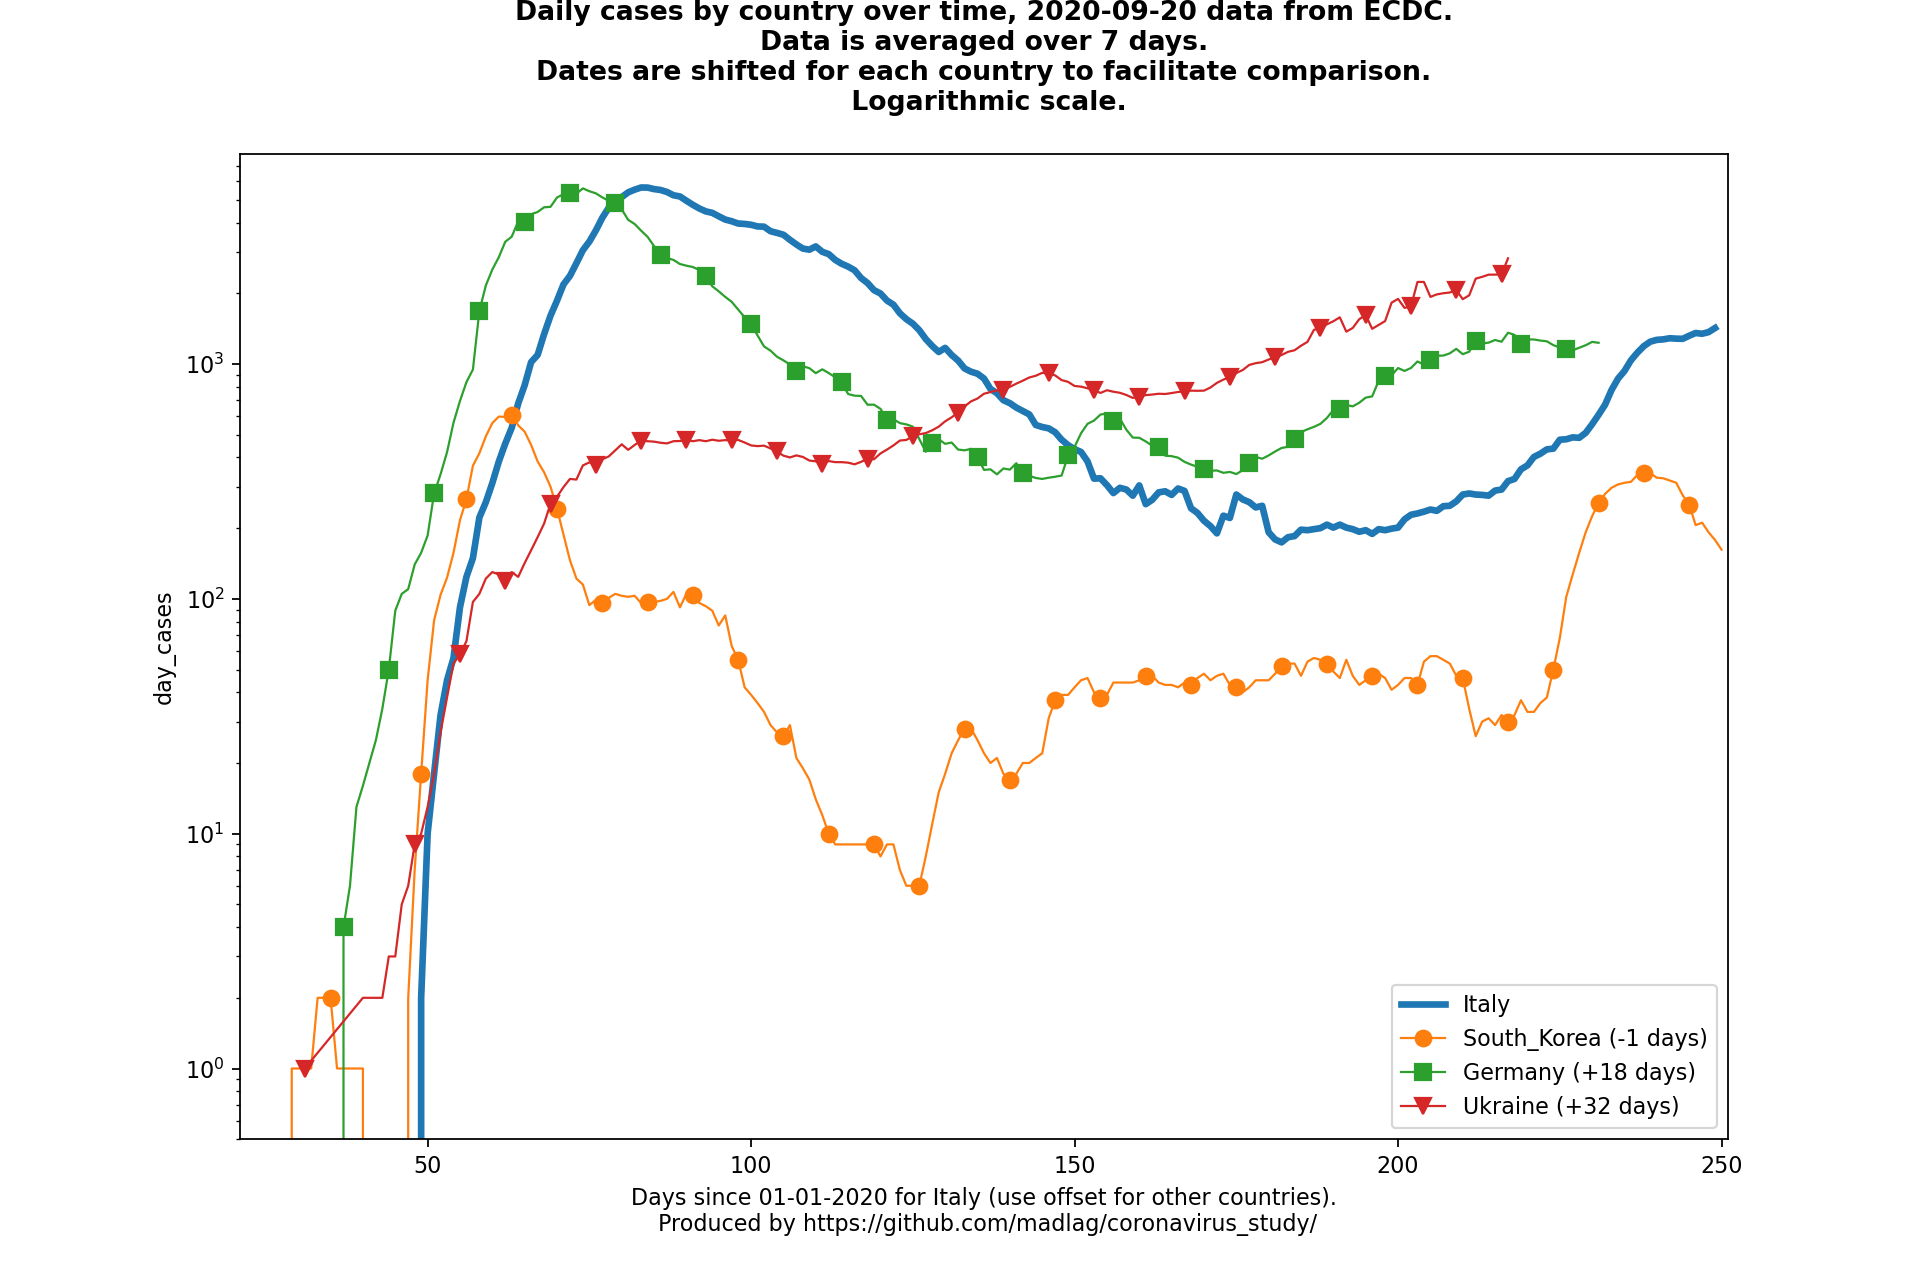 Daily cases by country over time, 2020-09-20 data from ECDC.
Data is averaged over 7 days.
Dates are shifted for each country to facilitate comparison.
Logarithmic scale.
10³
10²
10¹
10⁰
day_cases
50 100 150 200 250
Italy
South_Korea (-1 days)
Germany (+18 days)
Ukraine (+32 days)
Days since 01-01-2020 for Italy (use offset for other countries).
Produced by https://github.com/madlag/coronavirus_study/